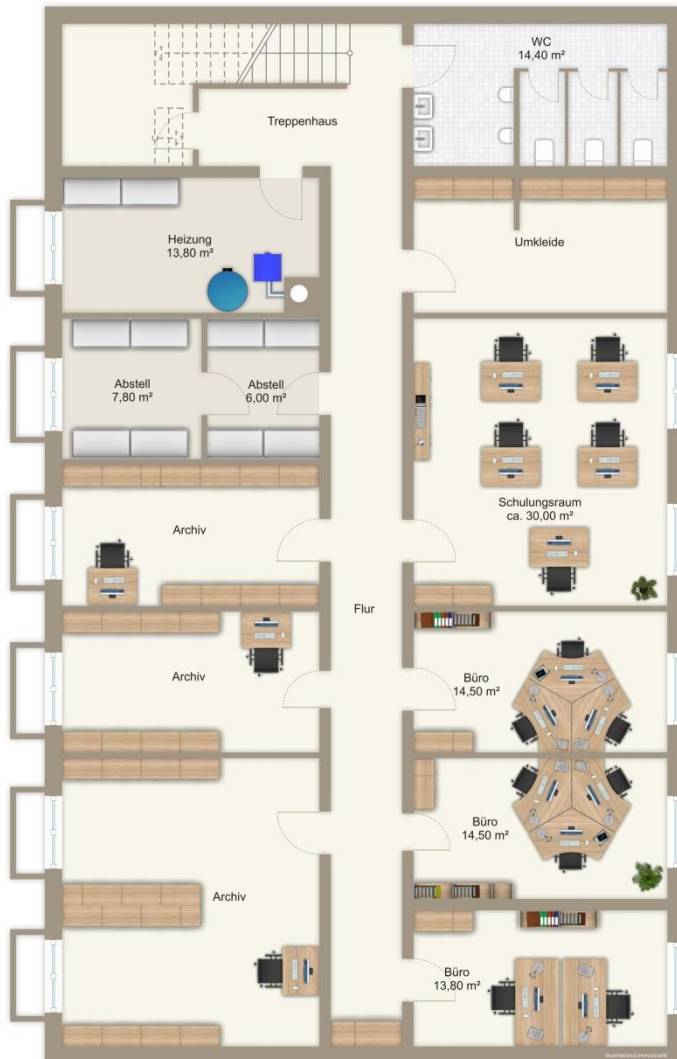 WC
14,40 m²
Treppenhaus
Heizung
13,80 m²
Umkleide
Abstell
7,80 m²
Abstell
6,00 m²
Schulungsraum
ca. 30,00 m²
Archiv
Flur
Archiv
Büro
14,50 m²
Büro
14,50 m²
Archiv
Büro
13,80 m²
Illustration©ImmoGrafik